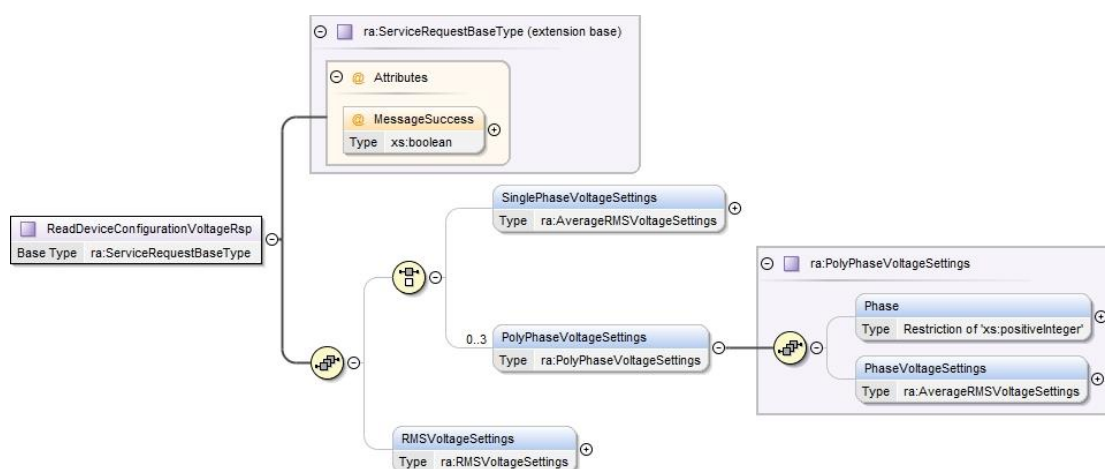 ra:ServiceRequestBaseType (extension base)
@ Attributes
@ MessageSuccess
Type xs:boolean
SinglePhaseVoltageSettings
Type ra:AverageRMSVoltageSettings
ReadDeviceConfigurationVoltageRsp
Base Type ra:ServiceRequestBaseType
ra:PolyPhaseVoltageSettings
Phase
Type Restriction of 'xs:positiveInteger'
0..3 PolyPhaseVoltageSettings
Type ra:PolyPhaseVoltageSettings
PhaseVoltageSettings
Type ra:AverageRMSVoltageSettings
RMSVoltageSettings
Type ra:RMSVoltageSettings